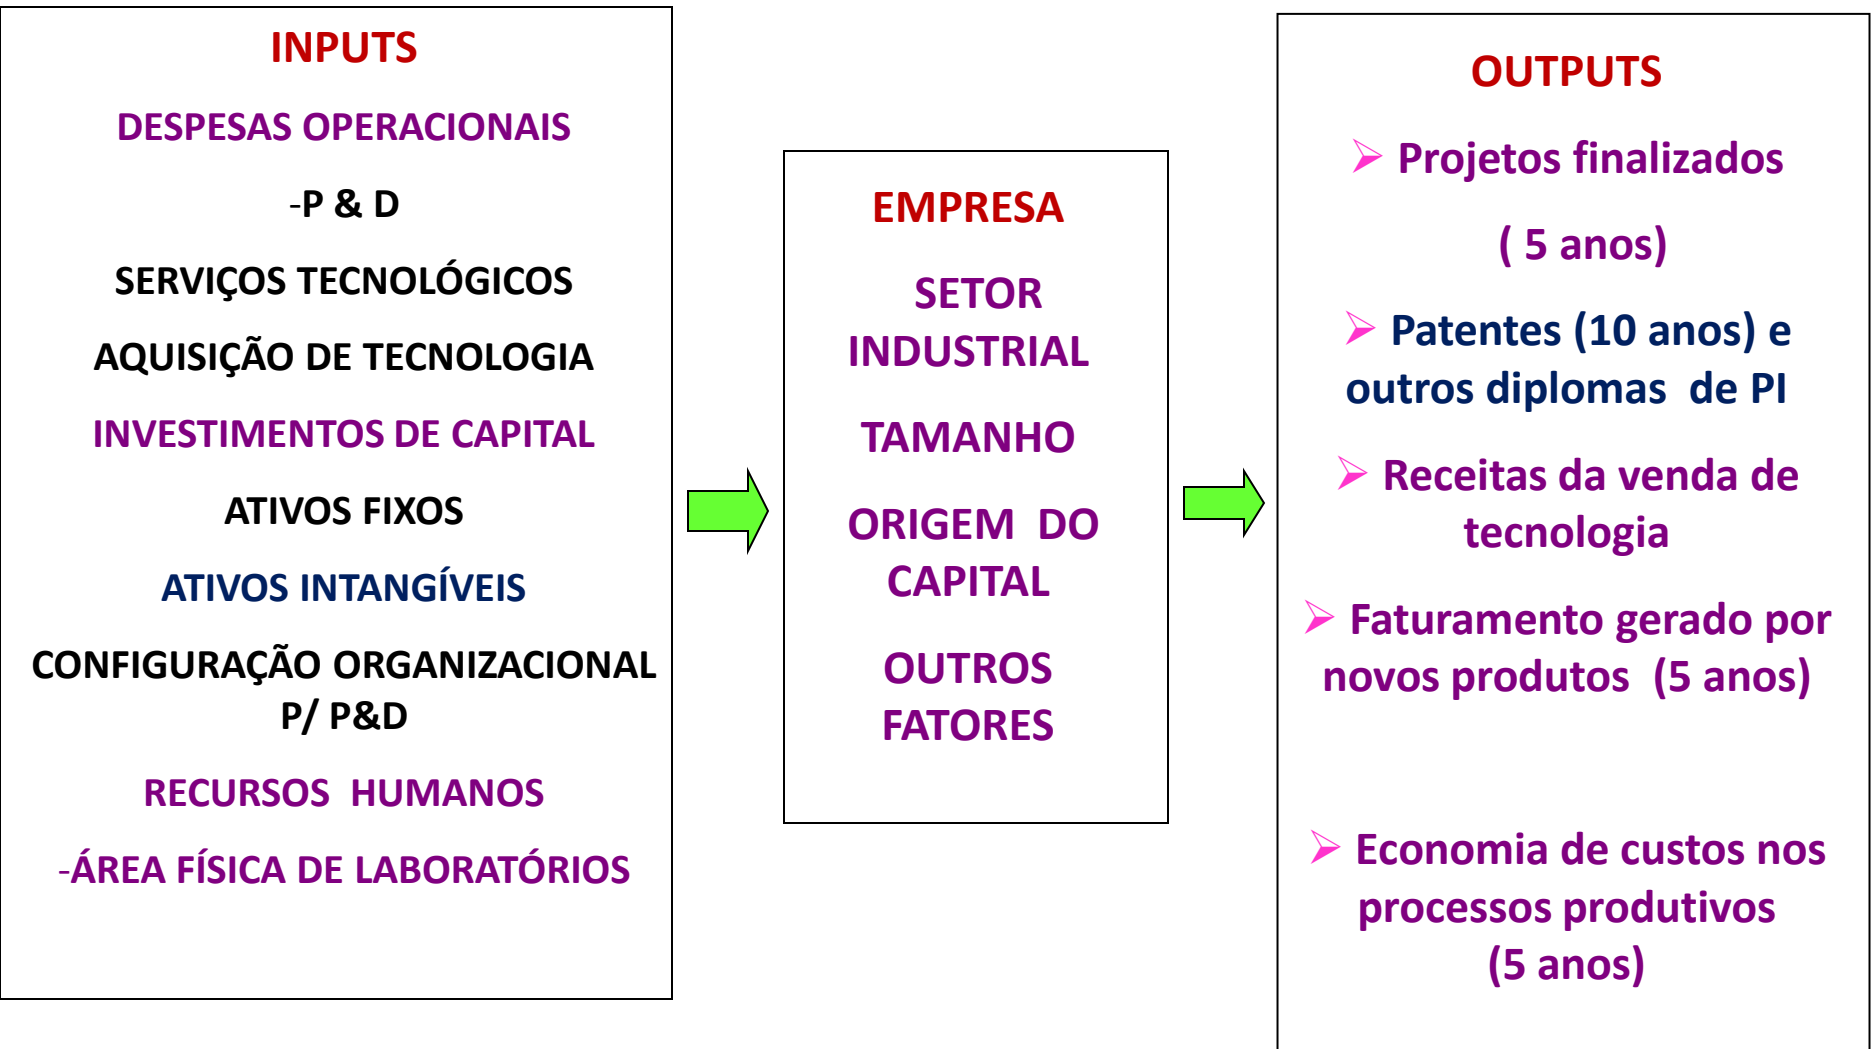 INPUTS
DESPESAS OPERACIONAIS
-P & D
SERVIÇOS TECNOLÓGICOS
AQUISIÇÃO DE TECNOLOGIA
INVESTIMENTOS DE CAPITAL
ATIVOS FIXOS
ATIVOS INTANGÍVEIS
CONFIGURAÇÃO ORGANIZACIONAL
P/ P&D
RECURSOS HUMANOS
-ÁREA FÍSICA DE LABORATÓRIOS
EMPRESA
SETOR
INDUSTRIAL
TAMANHO
ORIGEM DO
CAPITAL
OUTROS
FATORES
OUTPUTS
➢ Projetos finalizados
( 5 anos)
➢ Patentes (10 anos) e
outros diplomas de PI
➢ Receitas da venda de
tecnologia
➢ Faturamento gerado por
novos produtos (5 anos)
➢ Economia de custos nos
processos produtivos
(5 anos)